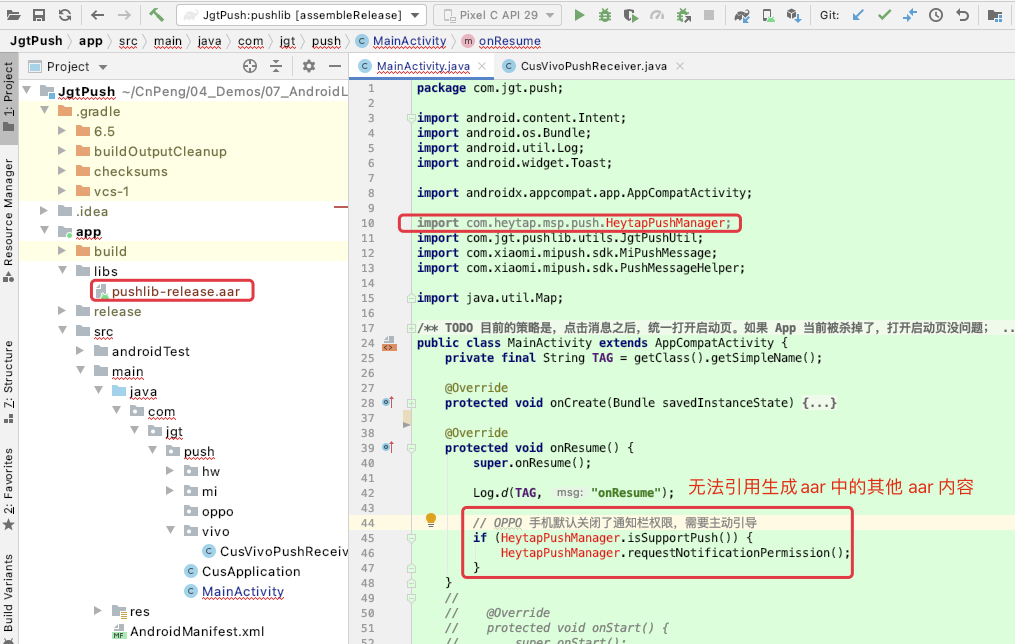 JgtPush:pushlib [assembleRelease]
Pixel C API 29
Git:
JgtPush app src main java com jgt push MainActivity onResume
Project
MainActivity.java
CusVivoPushReceiver.java
1: Project
Resource Manager
Z: Structure
2: Favorites
Build Variants
JgtPush ~/CnPeng/04_Demos/07_AndroidL
.gradle
6.5
buildOutputCleanup
checksums
vcs-1
.idea
app
build
libs
pushlib-release.aar
release
src
androidTest
main
java
com
jgt
push
hw
mi
oppo
vivo
CusVivoPushReceiv
CusApplication
MainActivity
res
AndroidManifest.xml
1 package com.jgt.push;
2
3 import android.content.Intent;
4 import android.os.Bundle;
5 import android.util.Log;
6 import android.widget.Toast;
7
8 import androidx.appcompat.app.AppCompatActivity;
9
10 import com.heytap.msp.push.HeytapPushManager;
11 import com.jgt.pushlib.utils.JgtPushUtil;
12 import com.xiaomi.mipush.sdk.MiPushMessage;
13 import com.xiaomi.mipush.sdk.PushMessageHelper;
14
15 import java.util.Map;
16
17 /** TODO 目前的策略是，点击消息之后，统一打开启动页。如果 App 当前被杀掉了，打开启动页没问题； ..
24 public class MainActivity extends AppCompatActivity {
25 private final String TAG = getClass().getSimpleName();
26
27 @Override
28 protected void onCreate(Bundle savedInstanceState) {...}
37
38 @Override
39 protected void onResume() {
40 super.onResume();
41
42 Log.d(TAG, msg: "onResume");
无法引用生成aar 中的其他 aar 内容
43
44 // OPPO 手机默认关闭了通知栏权限，需要主动引导
45 if (HeytapPushManager.isSupportPush()) {
46 HeytapPushManager.requestNotificationPermission();
47 }
48 }
49 //
50 // @Override
51 // protected void onStart() {
52 // super.onStart();